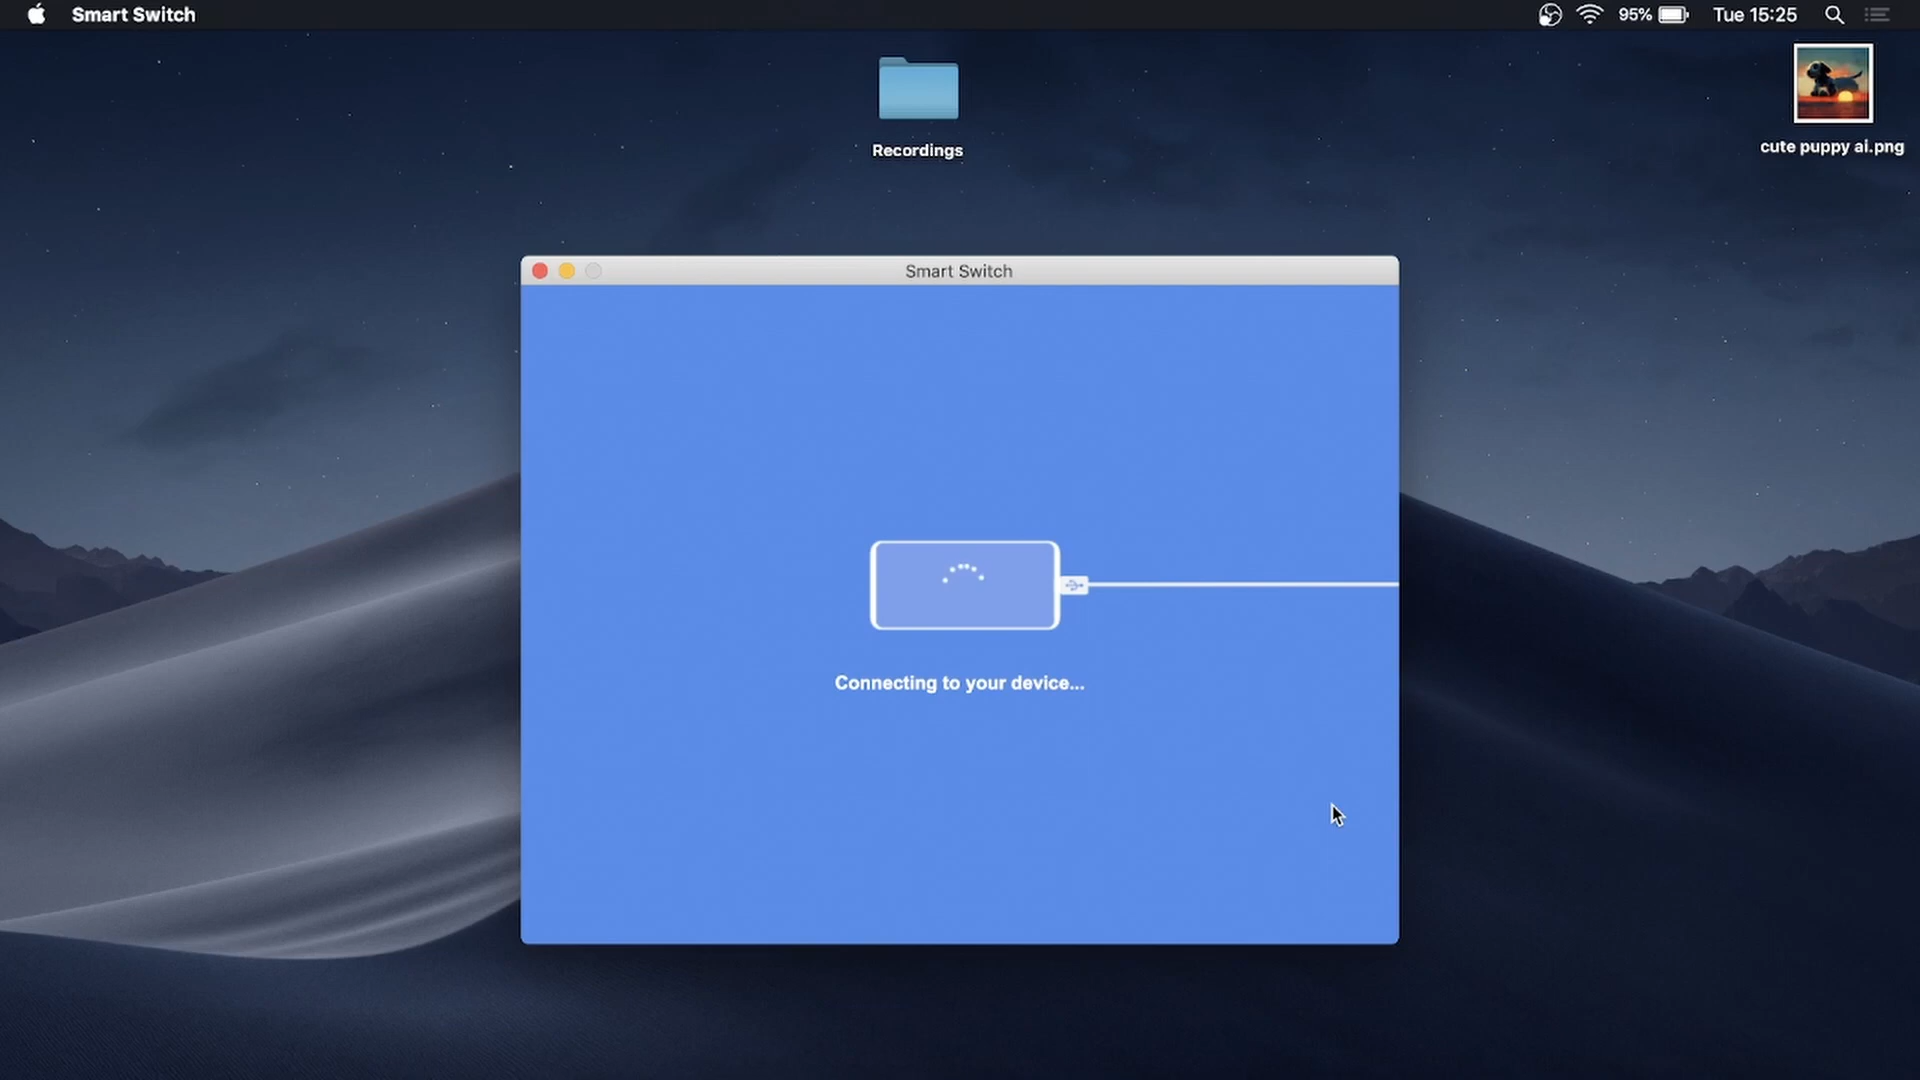 Smart Switch
95%
Tue 15:25
Recordings
cute puppy ai.png
Smart Switch
Connecting to your device...